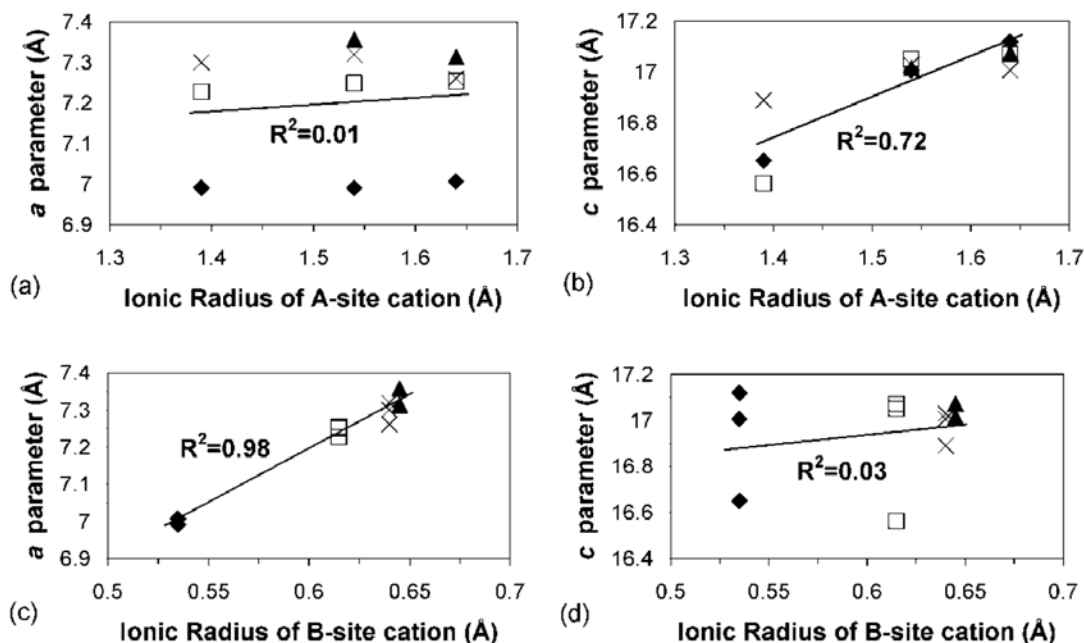 a parameter (Å)
7.4
7.3
7.2
7.1
7
6.9
R²=0.01
1.3 1.4 1.5 1.6 1.7
(a)
Ionic Radius of A-site cation (Å)
c parameter (Å)
17.2
17
16.8
16.6
16.4
R²=0.72
1.3 1.4 1.5 1.6 1.7
(b)
Ionic Radius of A-site cation (Å)
a parameter (Å)
7.4
7.3
7.2
7.1
7
6.9
R²=0.98
0.5 0.55 0.6 0.65 0.7
(c)
Ionic Radius of B-site cation (Å)
c parameter (Å)
17.2
17
16.8
16.6
16.4
R²=0.03
0.5 0.55 0.6 0.65 0.7
(d)
Ionic Radius of B-site cation (Å)